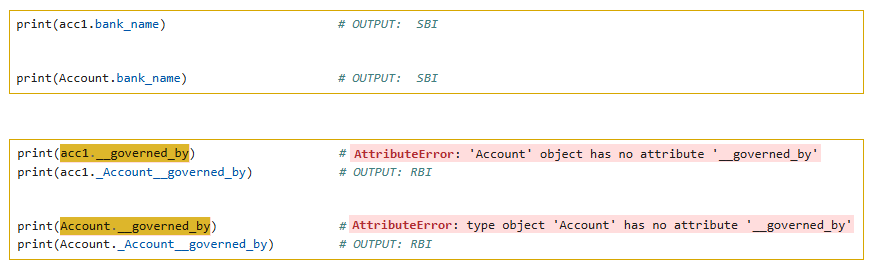 print(acc1.bank_name) # OUTPUT: SBI
print(Account.bank_name) # OUTPUT: SBI
print(acc1.__governed_by) # AttributeError: 'Account' object has no attribute '__governed_by'
print(acc1._Account__governed_by) # OUTPUT: RBI
print(Account.__governed_by) # AttributeError: type object 'Account' has no attribute '__governed_by'
print(Account._Account__governed_by) # OUTPUT: RBI